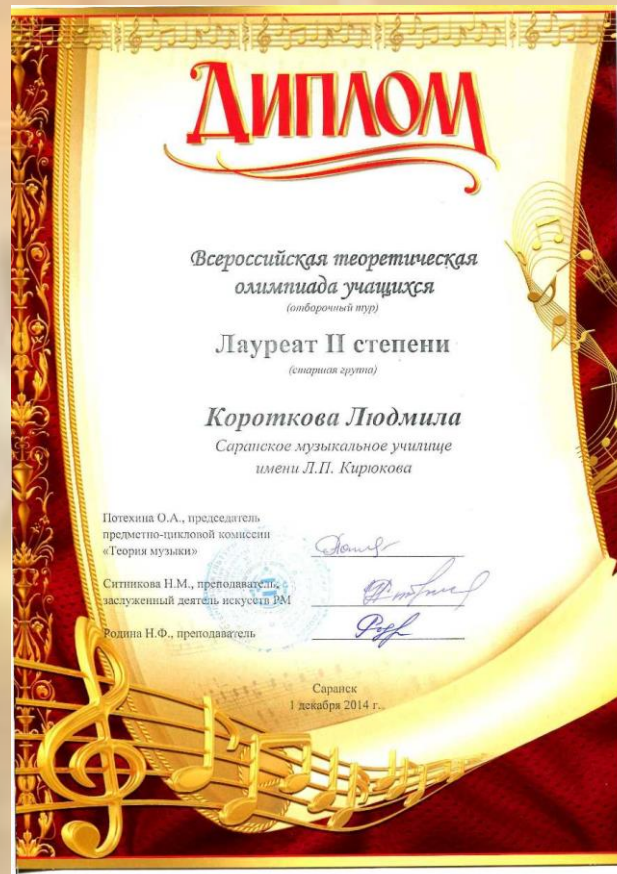 Диплом
Всероссийская теоретическая
олимпиада учащихся
(отборочный тур)
Лауреат II степени
(старшая группа)
Короткова Людмила
Саранское музыкальное училище
имени Л.П. Кирюкова
Потехина О.А., председатель
предметно-цикловой комиссии
«Теория музыки»
Ситникова Н.М., преподаватель,
заслуженный деятель искусств РМ
Родина Н.Ф., преподаватель
Саранск
1 декабря 2014 г.